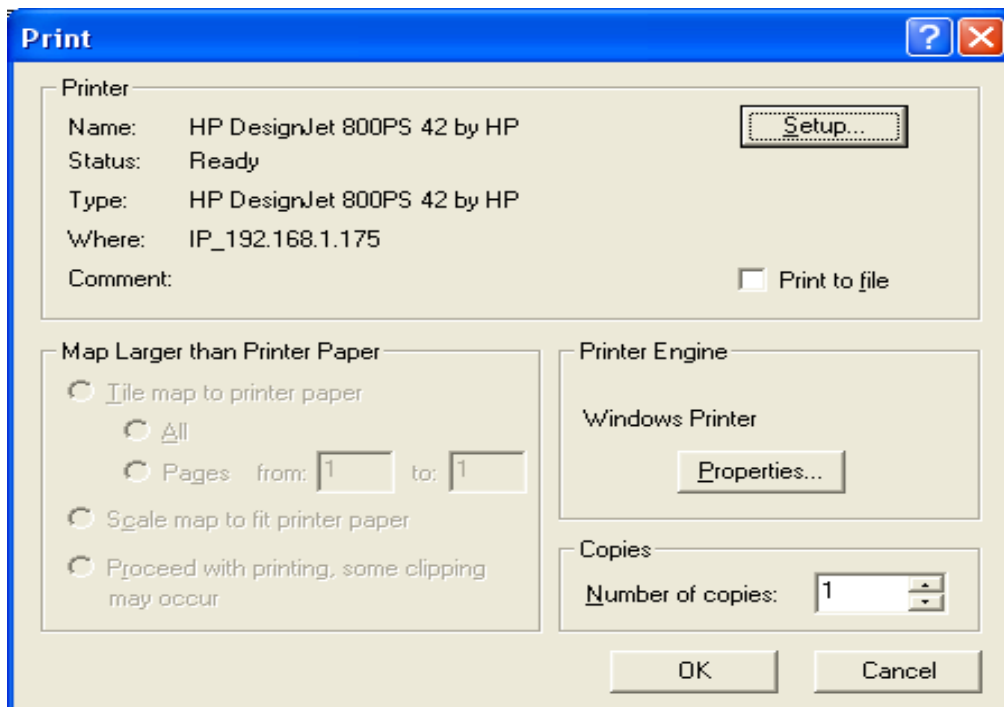 Print
Printer
Name: HP DesignJet 800PS 42 by HP
Setup...
Status: Ready
Type: HP DesignJet 800PS 42 by HP
Where: IP_192.168.1.175
Comment:
Print to file
Map Larger than Printer Paper
Tile map to printer paper
All
Pages from: 1 to: 1
Scale map to fit printer paper
Proceed with printing, some clipping
may occur
Printer Engine
Windows Printer
Properties...
Copies
Number of copies: 1
OK
Cancel